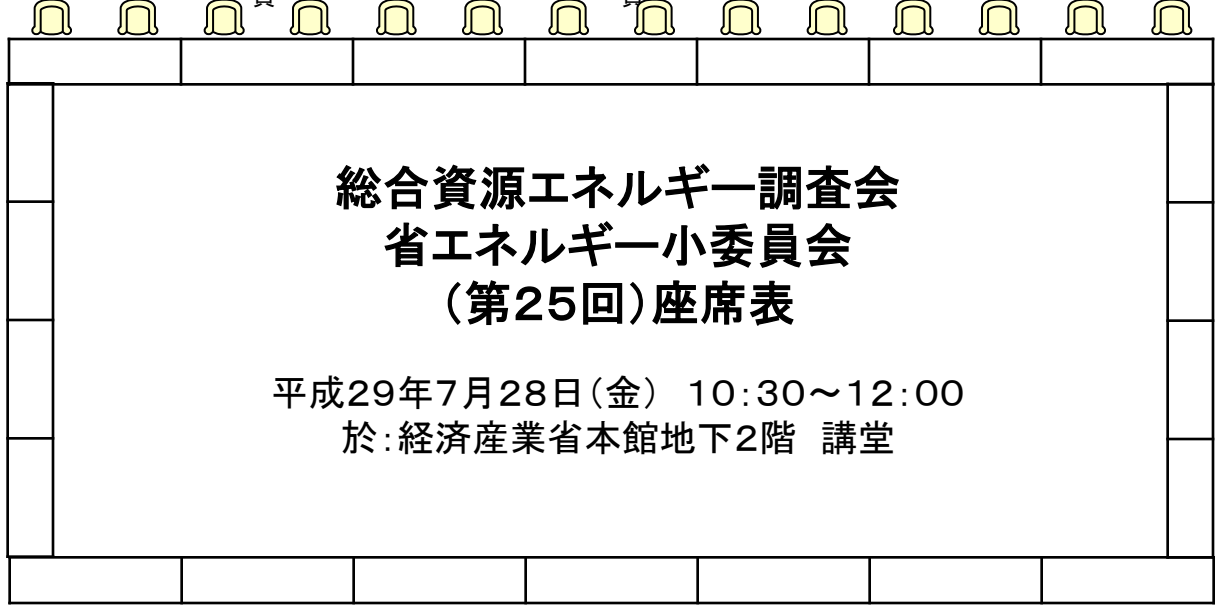 総合資源エネルギー調査会
省エネルギー小委員会
（第２５回）座席表
平成２９年７月２８日（金）　１０：３０～１２：００
於：経済産業省本館地下２階　講堂